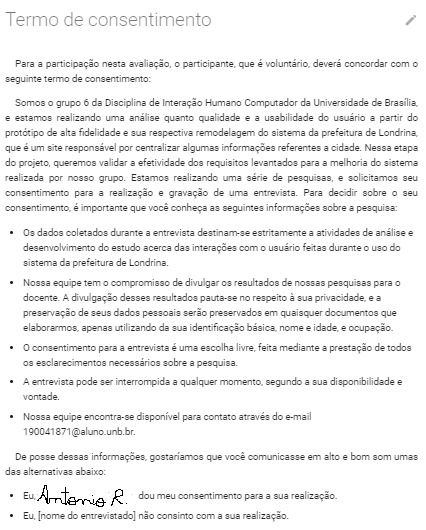 Termo de consentimento
Para a participação nesta avaliação, o participante, que é voluntário, deverá concordar com o
seguinte termo de consentimento:
Somos o grupo 6 da Disciplina de Interação Humano Computador da Universidade de Brasília,
e estamos realizando uma análise quanto qualidade e a usabilidade do usuário a partir do
protótipo de alta fidelidade e sua respectiva remodelagem do sistema da prefeitura de Londrina,
que é um site responsável por centralizar algumas informações referentes a cidade. Nessa etapa
do projeto, queremos validar a efetividade dos requisitos levantados para a melhoria do sistema
realizada por nosso grupo. Estamos realizando uma série de pesquisas, e solicitamos seu
consentimento para a realização e gravação de uma entrevista. Para decidir sobre o seu
consentimento, é importante que você conheça as seguintes informações sobre a pesquisa:
• Os dados coletados durante a entrevista destinam-se estritamente a atividades de análise e
desenvolvimento do estudo acerca das interações com o usuário feitas durante o uso do
sistema da prefeitura de Londrina.
• Nossa equipe tem o compromisso de divulgar os resultados de nossas pesquisas para o
docente. A divulgação desses resultados pauta-se no respeito à sua privacidade, e a
preservação de seus dados pessoais serão preservados em quaisquer documentos que
elaborarmos, apenas utilizando da sua identificação básica, nome e idade, e ocupação.
• O consentimento para a entrevista é uma escolha livre, feita mediante a prestação de todos
os esclarecimentos necessários sobre a pesquisa.
• A entrevista pode ser interrompida a qualquer momento, segundo a sua disponibilidade e
vontade.
• Nossa equipe encontra-se disponível para contato através do e-mail
190041871@aluno.unb.br.
De posse dessas informações, gostaríamos que você comunicasse em alto e bom som umas
das alternativas abaixo:
• Eu, Antonio R. dou meu consentimento para a sua realização.
• Eu, [nome do entrevistado] não consinto com a sua realização.